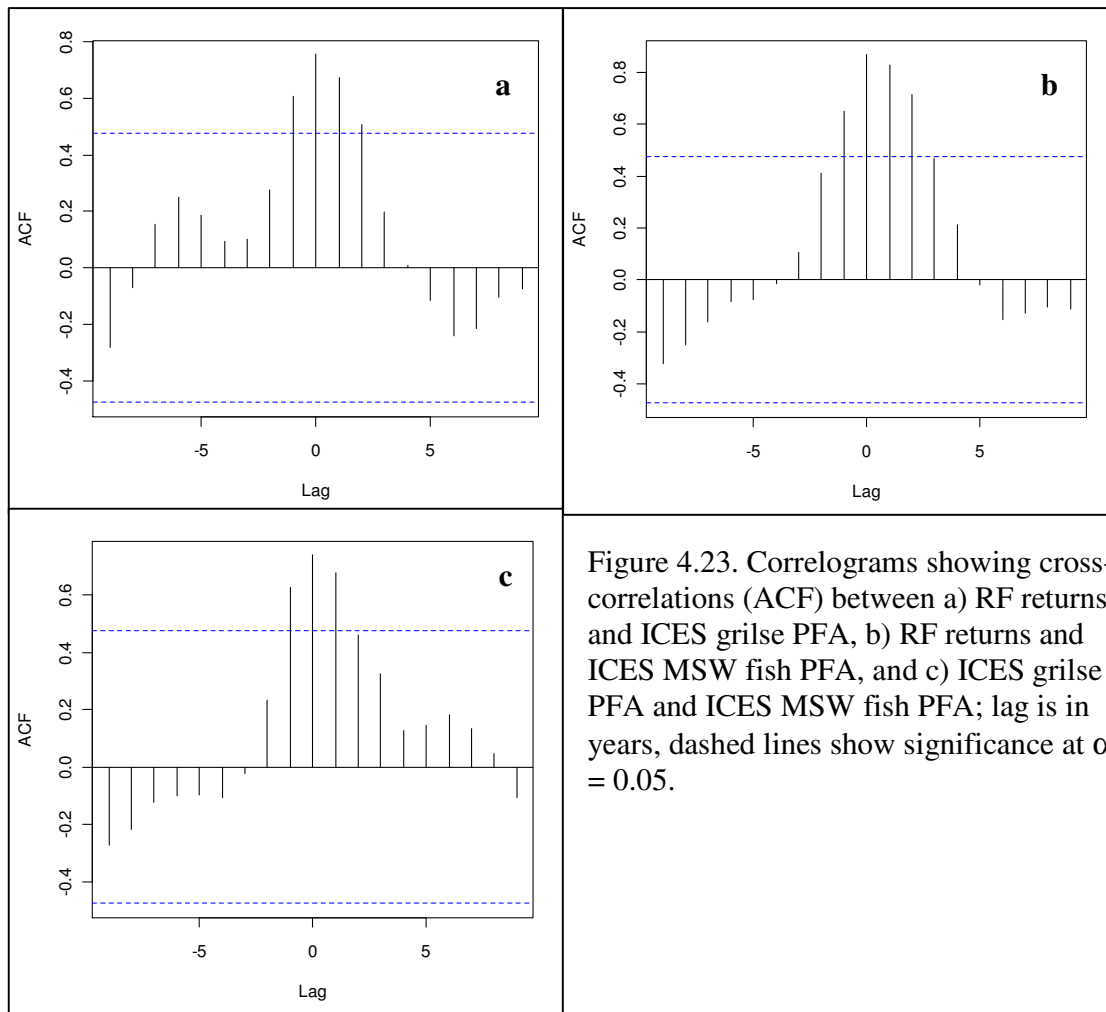 a
ACF
0.8
0.6
0.4
0.2
0.0
-0.2
-0.4
-5 0 5
Lag
b
ACF
0.8
0.6
0.4
0.2
0.0
-0.2
-0.4
-5 0 5
Lag
c
ACF
0.6
0.4
0.2
0.0
-0.2
-0.4
-5 0 5
Lag
Figure 4.23. Correlograms showing cross-
correlations (ACF) between a) RF returns
and ICES grilse PFA, b) RF returns and
ICES MSW fish PFA, and c) ICES grilse
PFA and ICES MSW fish PFA; lag is in
years, dashed lines show significance at α
= 0.05.